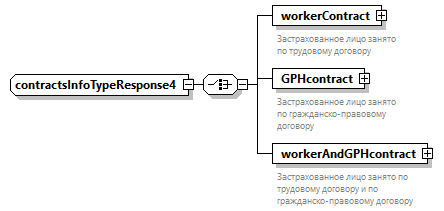 workerContract
Застрахованное лицо занято
по трудовому договору
contractsInfoTypeResponse4
GPHcontract
Застрахованное лицо занято
по гражданско-правовому
договору
workerAndGPHcontract
Застрахованное лицо занято по
трудовому договору и по
гражданско-правовому договору